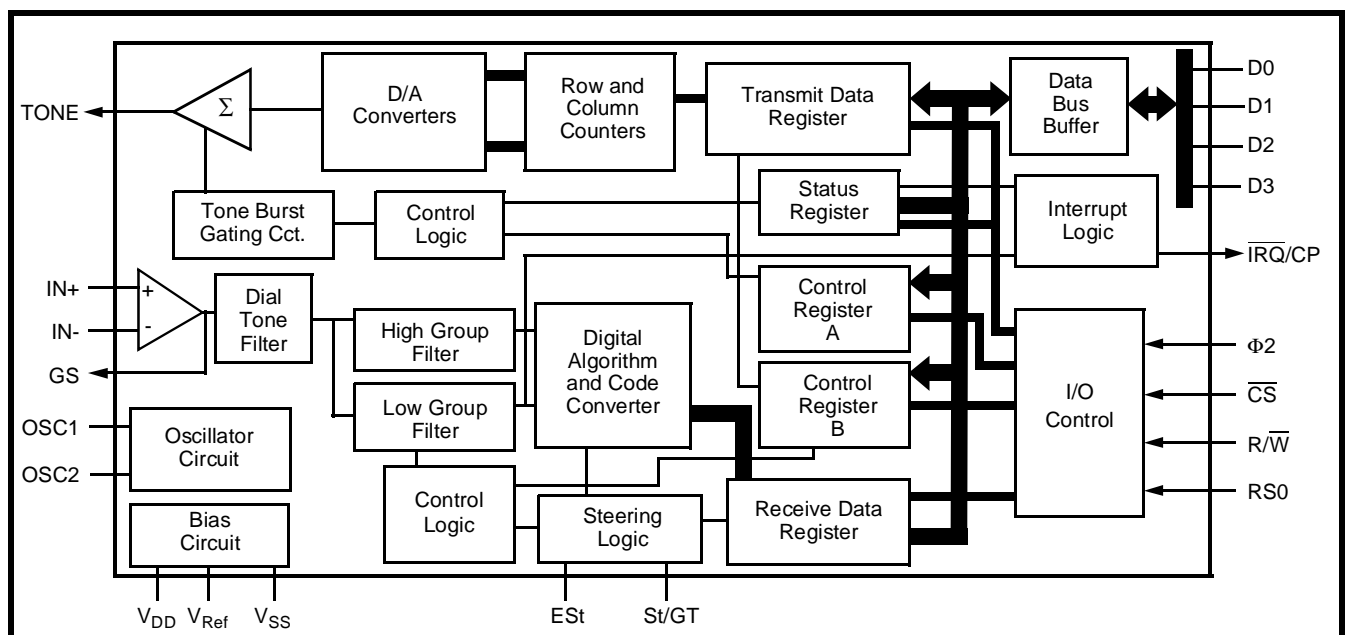 TONE
Σ
D/A
Converters
Row and
Column
Counters
Transmit Data
Register
Data
Bus
Buffer
D0
D1
D2
D3
Tone Burst
Gating Cct.
Control
Logic
Status
Register
Interrupt
Logic
I̅R̅Q̅/CP
IN+
IN-
GS
+
-
Dial
Tone
Filter
High Group
Filter
Low Group
Filter
Digital
Algorithm
and Code
Converter
Control
Register
A
Control
Register
B
I/O
Control
Φ2
C̅S̅
R/W̅
RS0
OSC1
OSC2
Oscillator
Circuit
Bias
Circuit
Control
Logic
Steering
Logic
Receive Data
Register
VDD
VRef
VSS
ESt
St/GT